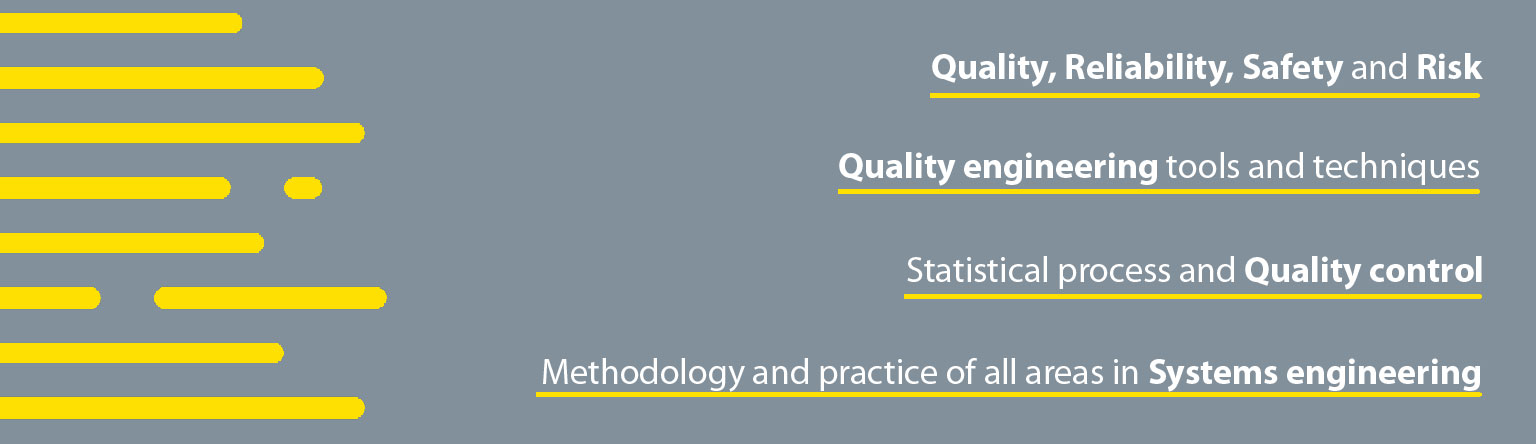 Quality, Reliability, Safety and Risk
Quality engineering tools and techniques
Statistical process and Quality control
Methodology and practice of all areas in Systems engineering